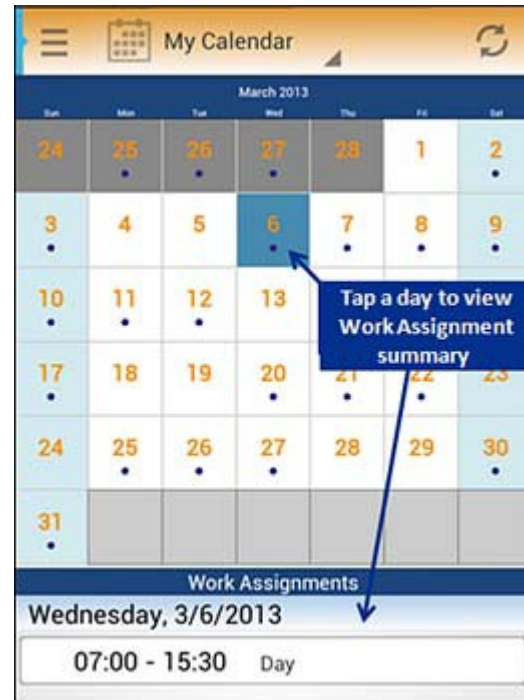 My Calendar
March 2013
Sun Mon Tue Wed Thu Fri Sat
24 25 26 27 28 1 2
3 4 5 6 7 8 9
10 11 12 13
Tap a day to view
Work Assignment
summary
17 18 19 20 21 22 23
24 25 26 27 28 29 30
31
Work Assignments
Wednesday, 3/6/2013
07:00 - 15:30 Day